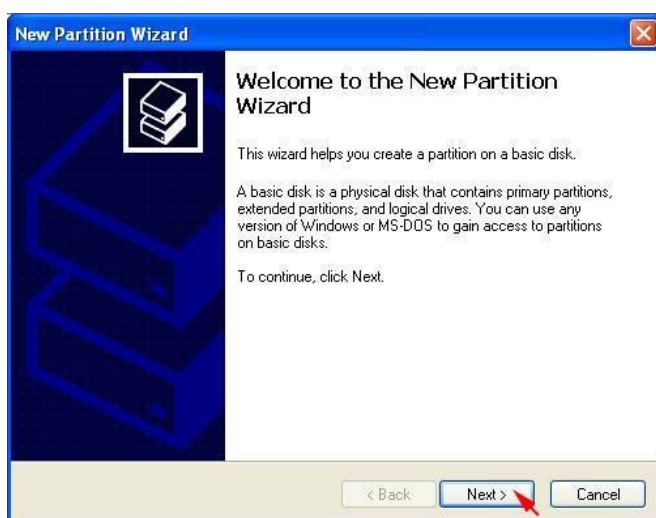 New Partition Wizard
Welcome to the New Partition
Wizard
This wizard helps you create a partition on a basic disk.
A basic disk is a physical disk that contains primary partitions,
extended partitions, and logical drives. You can use any
version of Windows or MS-DOS to gain access to partitions
on basic disks.
To continue, click Next.
< Back
Next >
Cancel